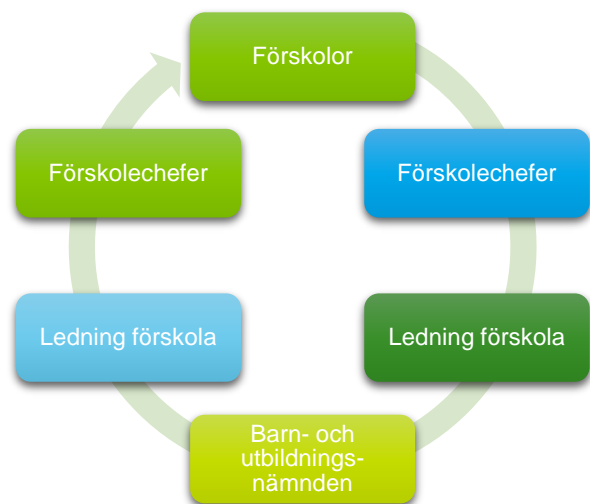 Förskolor
Förskolechefer
Förskolechefer
Ledning förskola
Ledning förskola
Barn- och
utbildnings-
nämnden